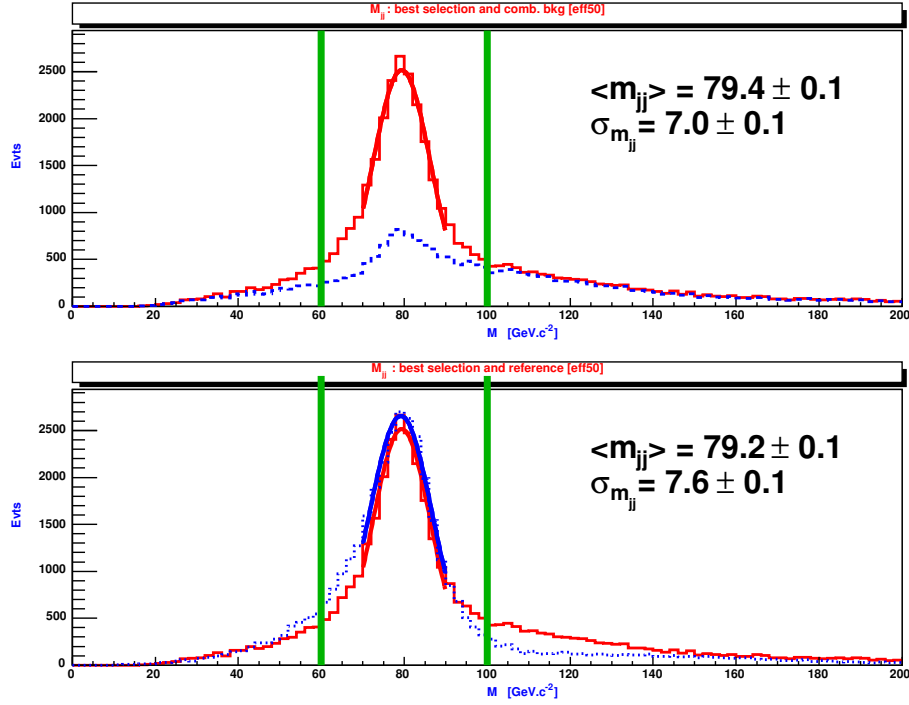 M_jj : best selection and comb. bkg [eff50]
<m_jj> = 79.4 ± 0.1
σ_m_jj = 7.0 ± 0.1
Evts
2500
2000
1500
1000
500
0
0 20 40 60 80 100 120 140 160 180 200
M [GeV.c^-2]
M_jj : best selection and reference [eff50]
<m_jj> = 79.2 ± 0.1
σ_m_jj = 7.6 ± 0.1
Evts
2500
2000
1500
1000
500
0
0 20 40 60 80 100 120 140 160 180 200
M [GeV.c^-2]